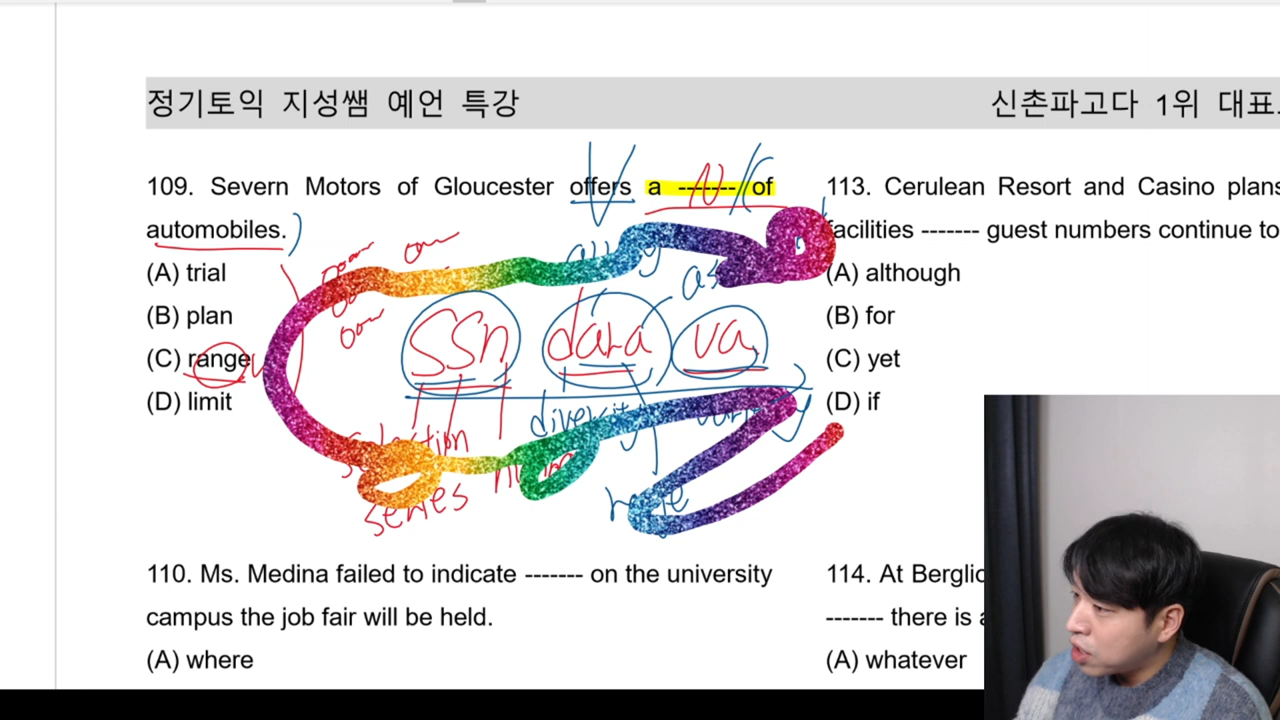 정기토익 지성쌤 예언 특강
신촌파고다 1위 대표
109. Severn Motors of Gloucester offers a ------- of
automobiles.
(A) trial
(B) plan
(C) range
(D) limit
N
SSn
dara
va
as
selection
series
diversity
110. Ms. Medina failed to indicate ------- on the university
campus the job fair will be held.
(A) where
113. Cerulean Resort and Casino plans
facilities ------- guest numbers continue to
(A) although
(B) for
(C) yet
(D) if
114. At
------- there is
(A) whatever